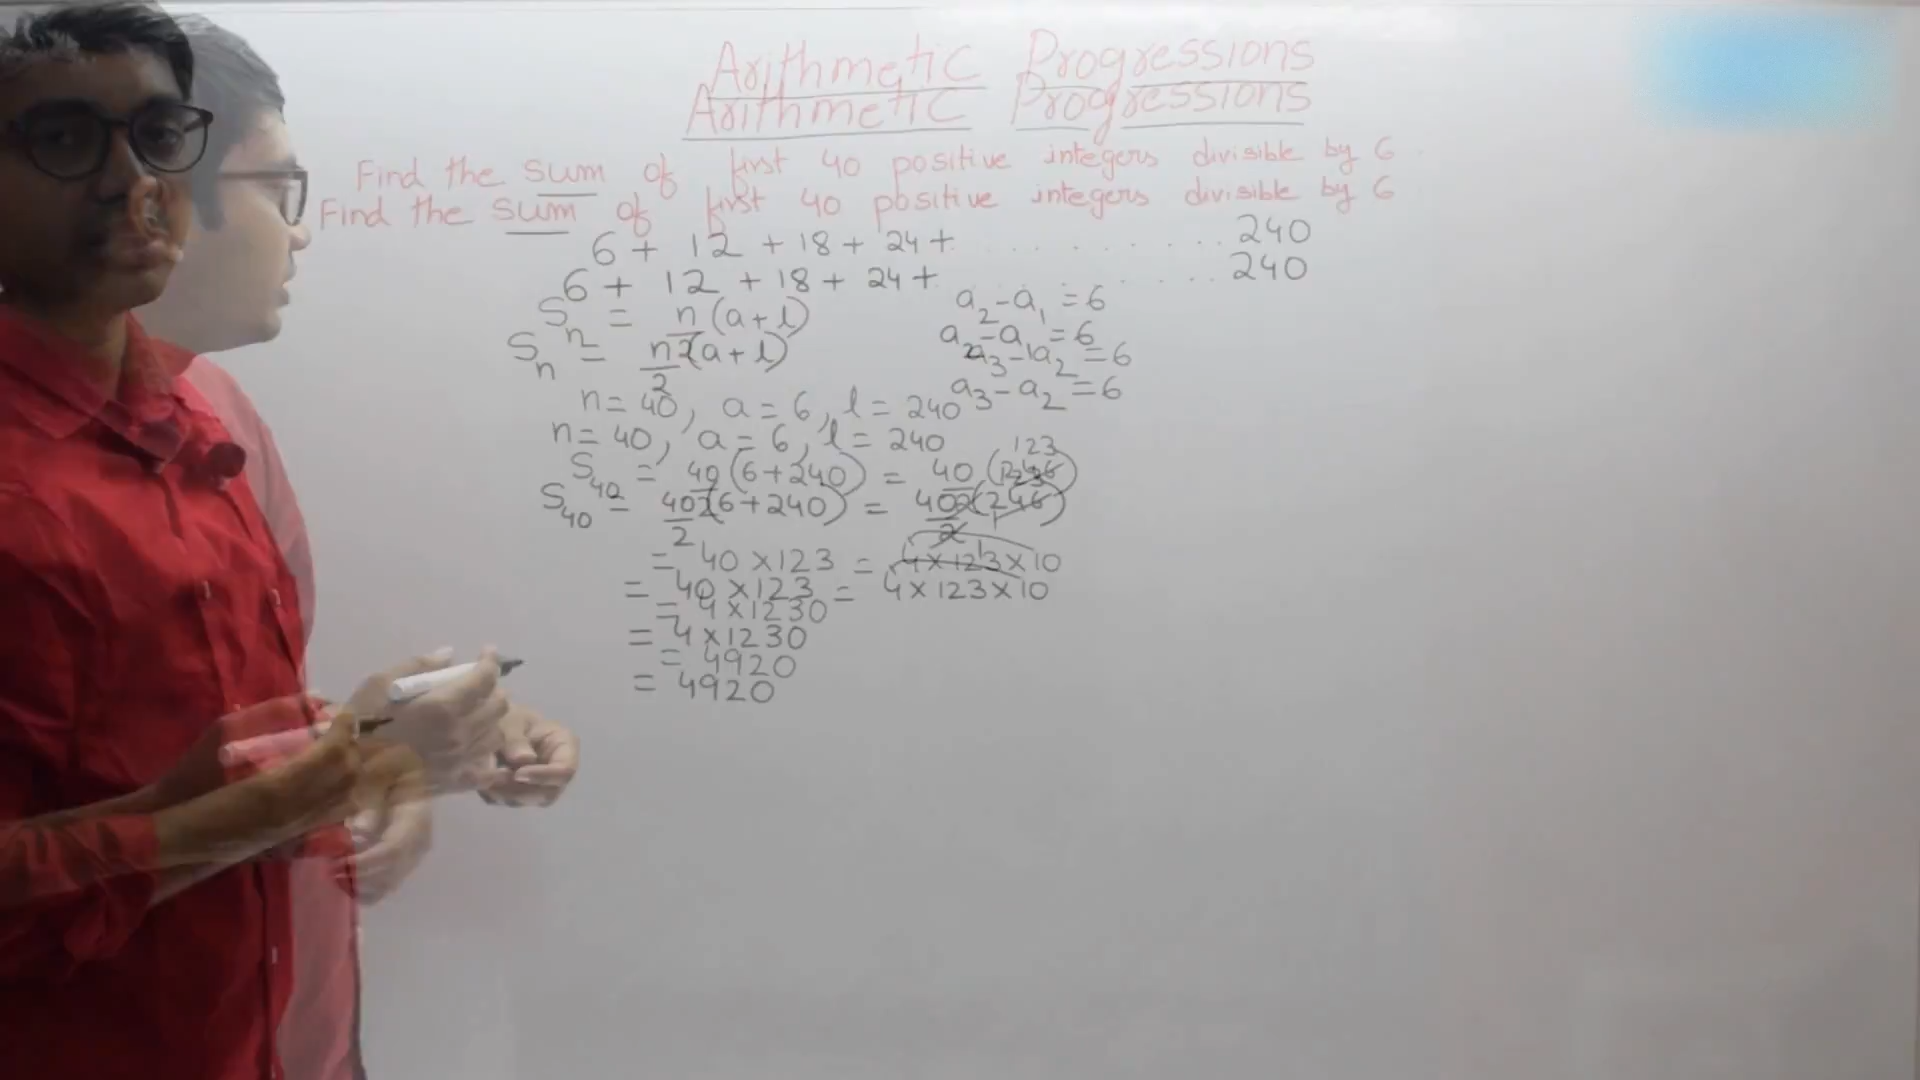 Arithmetic Progressions
Arithmetic Progressions
Find the sum of first 40 positive integers divisible by 6
Find the sum of first 40 positive integers divisible by 6
6 + 12 + 18 + 24 + .......... 240
6 + 12 + 18 + 24 + .......... 240
a₂ - a₁ = 6
Sₙ = n/2 (a + l)
a₂ - a₁ = 6
Sₙ = n/2 (a + l)
a₃ - a₂ = 6
a₃ - a₂ = 6
n = 40, a = 6, l = 240
n = 40, a = 6, l = 240
123
S₄₀ = 40/2 (6 + 240) = 40/2 (246)
123
S₄₀ = 40/2 (6 + 240) = 40/2 (246)
1
1
= 40 × 123 = 4 × 123 × 10
= 40 × 123 = 4 × 123 × 10
= 4 × 1230
= 4 × 1230
= 4920
= 4920